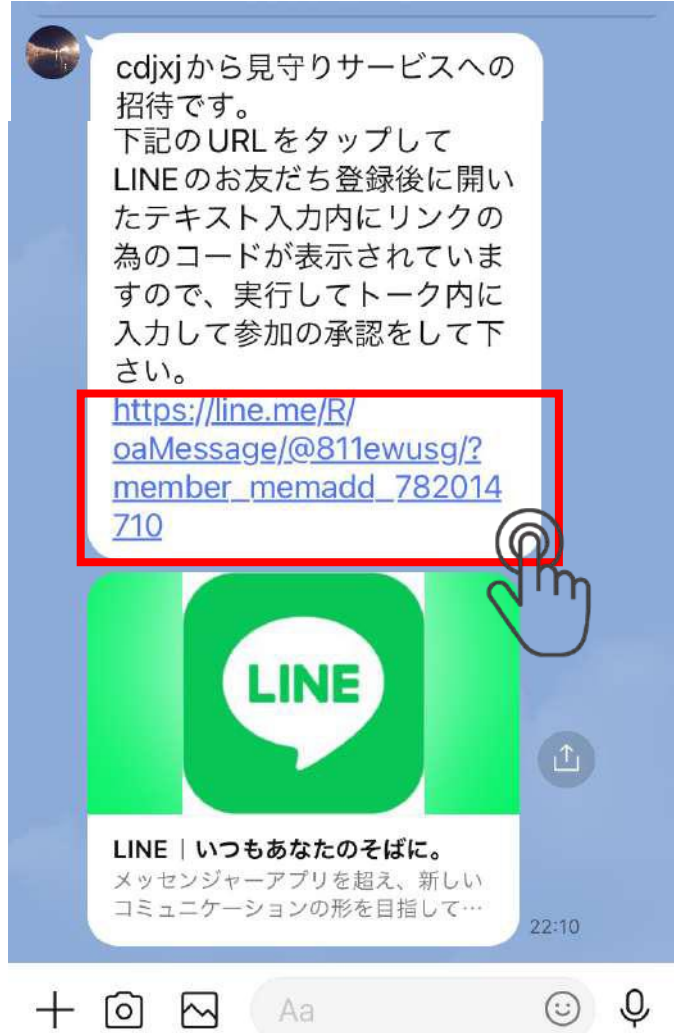 cdjxjから見守りサービスへの
招待です。
下記のURLをタップして
LINEのお友だち登録後に開い
たテキスト入力内にリンクの
為のコードが表示されていま
すので、実行してトーク内に
入力して参加の承認をして下
さい。
https://line.me/R/
oaMessage/@811ewusg/?
member_memadd_782014
710
LINE
LINE｜いつもあなたのそばに。
メッセンジャーアプリを超え、新しい
コミュニケーションの形を目指して…
22:10
Aa